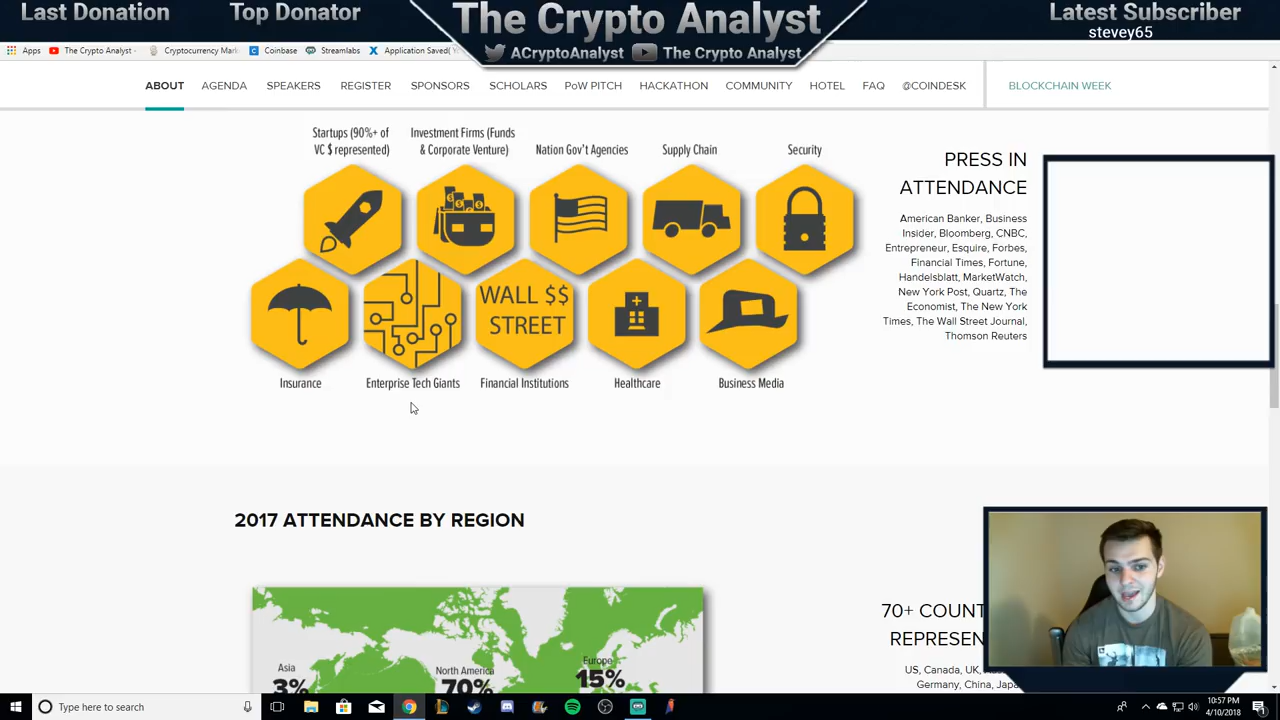 Last Donation
Top Donator
The Crypto Analyst
Latest Subscriber
stevey65
ACryptoAnalyst
The Crypto Analyst
Apps
The Crypto Analyst -
Cryptocurrency Mark
Coinbase
Streamlabs
Application Saved(
ABOUT
AGENDA
SPEAKERS
REGISTER
SPONSORS
SCHOLARS
PoW PITCH
HACKATHON
COMMUNITY
HOTEL
FAQ
@COINDESK
BLOCKCHAIN WEEK
Startups (90%+ of
VC $ represented)
Investment Firms (Funds
& Corporate Venture)
Nation Gov't Agencies
Supply Chain
Security
WALL $$
STREET
Insurance
Enterprise Tech Giants
Financial Institutions
Healthcare
Business Media
PRESS IN
ATTENDANCE
American Banker, Business
Insider, Bloomberg, CNBC,
Entrepreneur, Esquire, Forbes,
Financial Times, Fortune,
Handelsblatt, MarketWatch,
New York Post, Quartz, The
Economist, The New York
Times, The Wall Street Journal,
Thomson Reuters
2017 ATTENDANCE BY REGION
Asia
3%
North America
70%
Europe
15%
70+ COUNT
REPRESEN
US, Canada, UK,
Germany, China, Japa
Type here to search
10:57 PM
4/10/2018